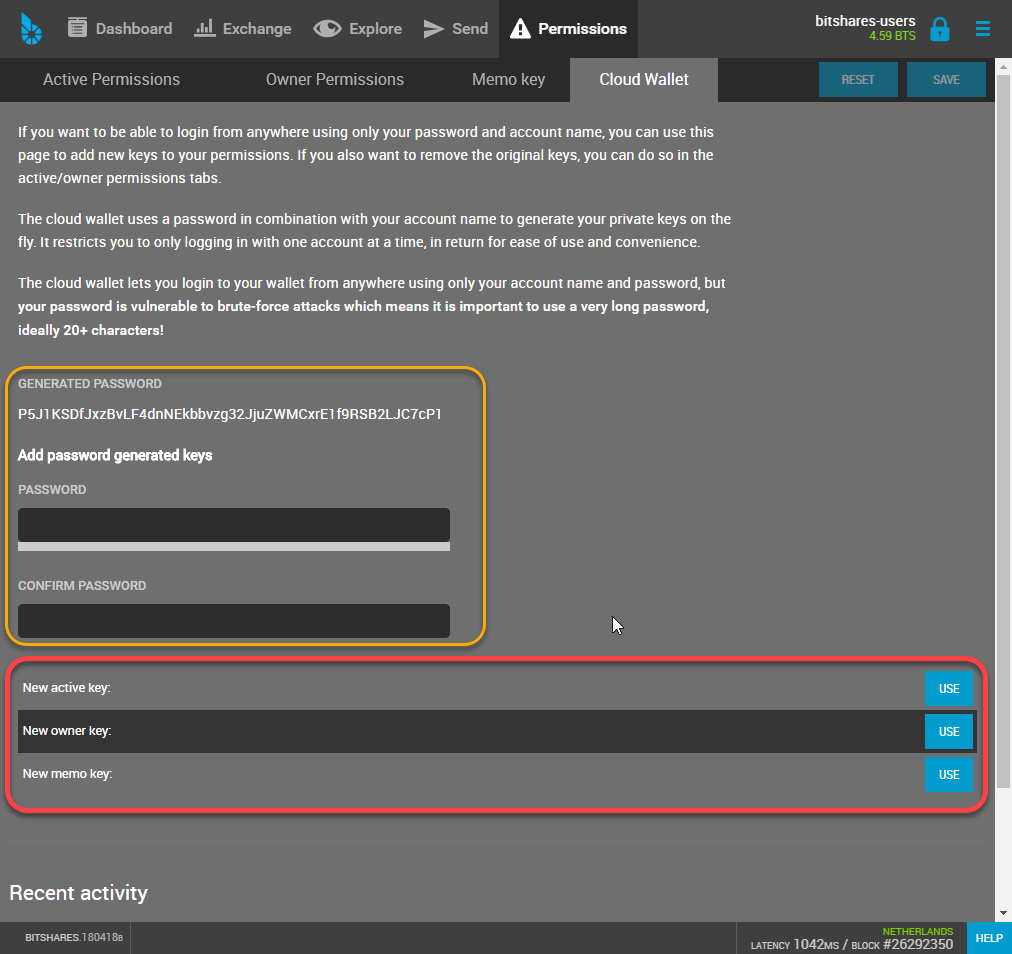 Dashboard Exchange Explore Send Permissions bitshares-users
4.59 BTS
Active Permissions Owner Permissions Memo key Cloud Wallet RESET SAVE
If you want to be able to login from anywhere using only your password and account name, you can use this
page to add new keys to your permissions. If you also want to remove the original keys, you can do so in the
active/owner permissions tabs.
The cloud wallet uses a password in combination with your account name to generate your private keys on the
fly. It restricts you to only logging in with one account at a time, in return for ease of use and convenience.
The cloud wallet lets you login to your wallet from anywhere using only your account name and password, but
your password is vulnerable to brute-force attacks which means it is important to use a very long password,
ideally 20+ characters!
GENERATED PASSWORD
P5J1KSDfJxzBvLF4dnNEkbbvzg32JjuZWMCxrE1f9RSB2LJC7cP1
Add password generated keys
PASSWORD
CONFIRM PASSWORD
New active key: USE
New owner key: USE
New memo key: USE
Recent activity
BITSHARES.180418B
NETHERLANDS
LATENCY 1042MS / BLOCK #26292350
HELP